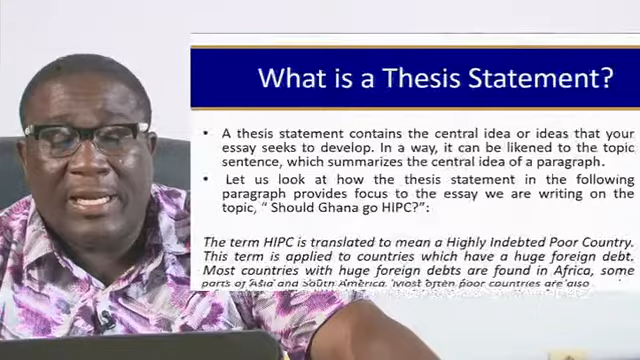 What is a Thesis Statement?
• A thesis statement contains the central idea or ideas that your
essay seeks to develop. In a way, it can be likened to the topic
sentence, which summarizes the central idea of a paragraph.
• Let us look at how the thesis statement in the following
paragraph provides focus to the essay we are writing on the
topic, " Should Ghana go HIPC?":
The term HIPC is translated to mean a Highly Indebted Poor Country.
This term is applied to countries which have a huge foreign debt.
Most countries with huge foreign debts are found in Africa, some
parts of Asia and South America. Most often poor countries are also